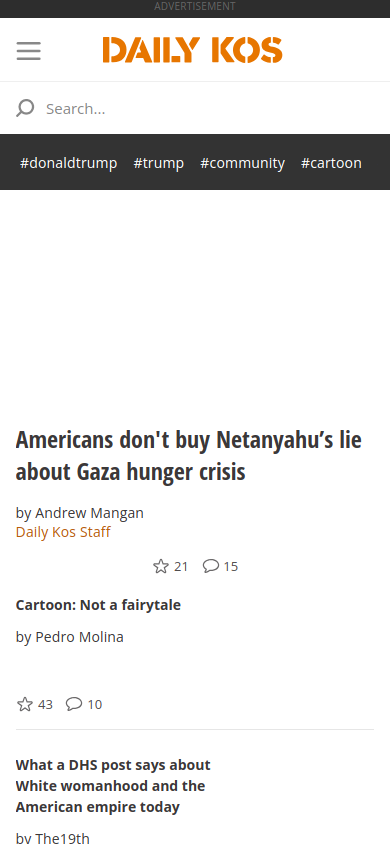 ADVERTISEMENT
DAILY KOS
Search...
#donaldtrump #trump #community #cartoon
Americans don't buy Netanyahu’s lie
about Gaza hunger crisis
by Andrew Mangan
Daily Kos Staff
21 15
Cartoon: Not a fairytale
by Pedro Molina
43 10
What a DHS post says about
White womanhood and the
American empire today
by The19th